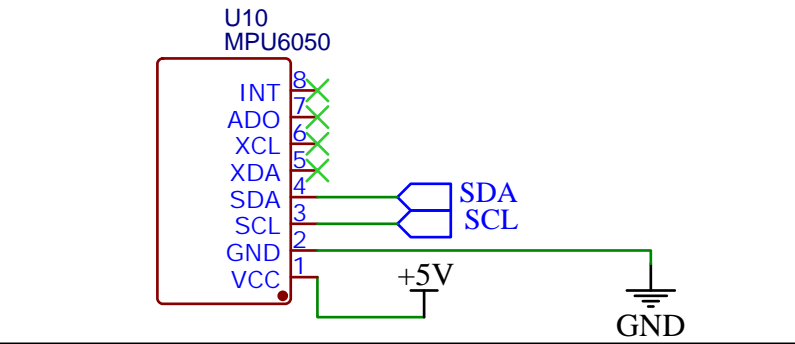 U10
MPU6050
INT 8
ADO 7
XCL 6
XDA 5
SDA 4 SDA
SCL 3 SCL
GND 2
VCC 1
+5V
GND